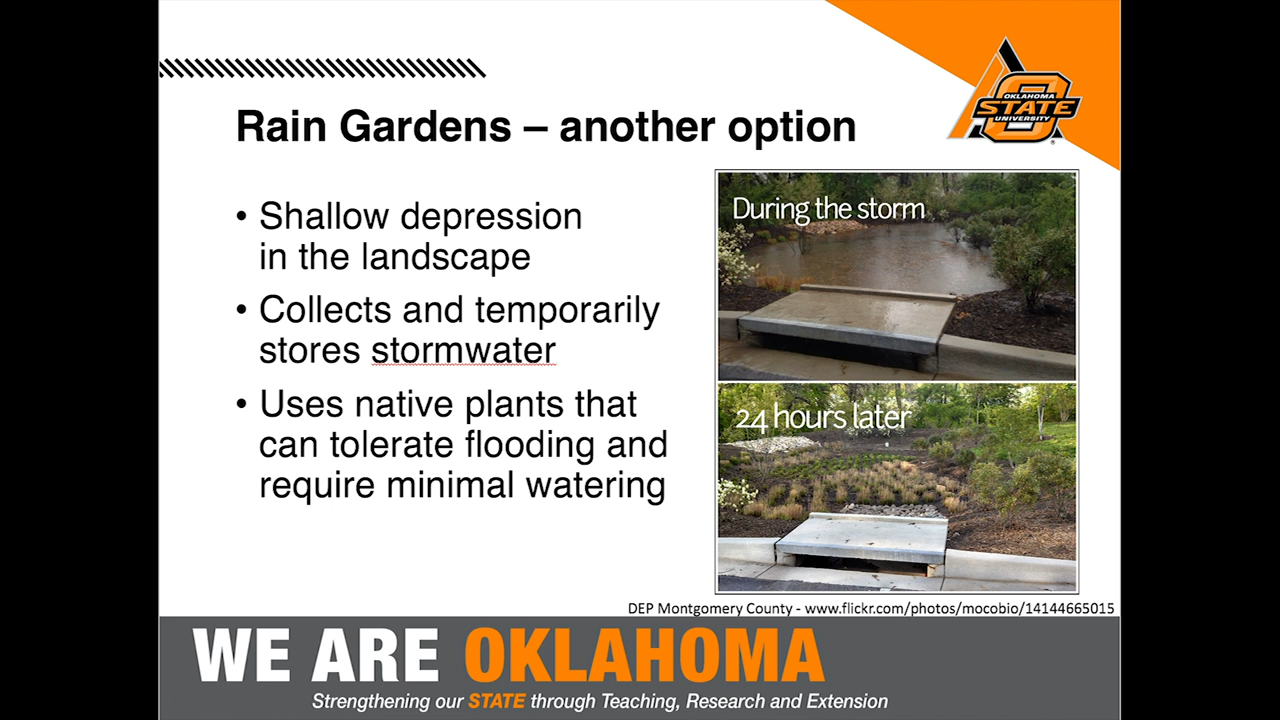 OKLAHOMA
STATE
UNIVERSITY
Rain Gardens – another option
• Shallow depression
in the landscape
• Collects and temporarily
stores stormwater
• Uses native plants that
can tolerate flooding and
require minimal watering
During the storm
24 hours later
DEP Montgomery County - www.flickr.com/photos/mocobio/14144665015
WE ARE OKLAHOMA
Strengthening our STATE through Teaching, Research and Extension